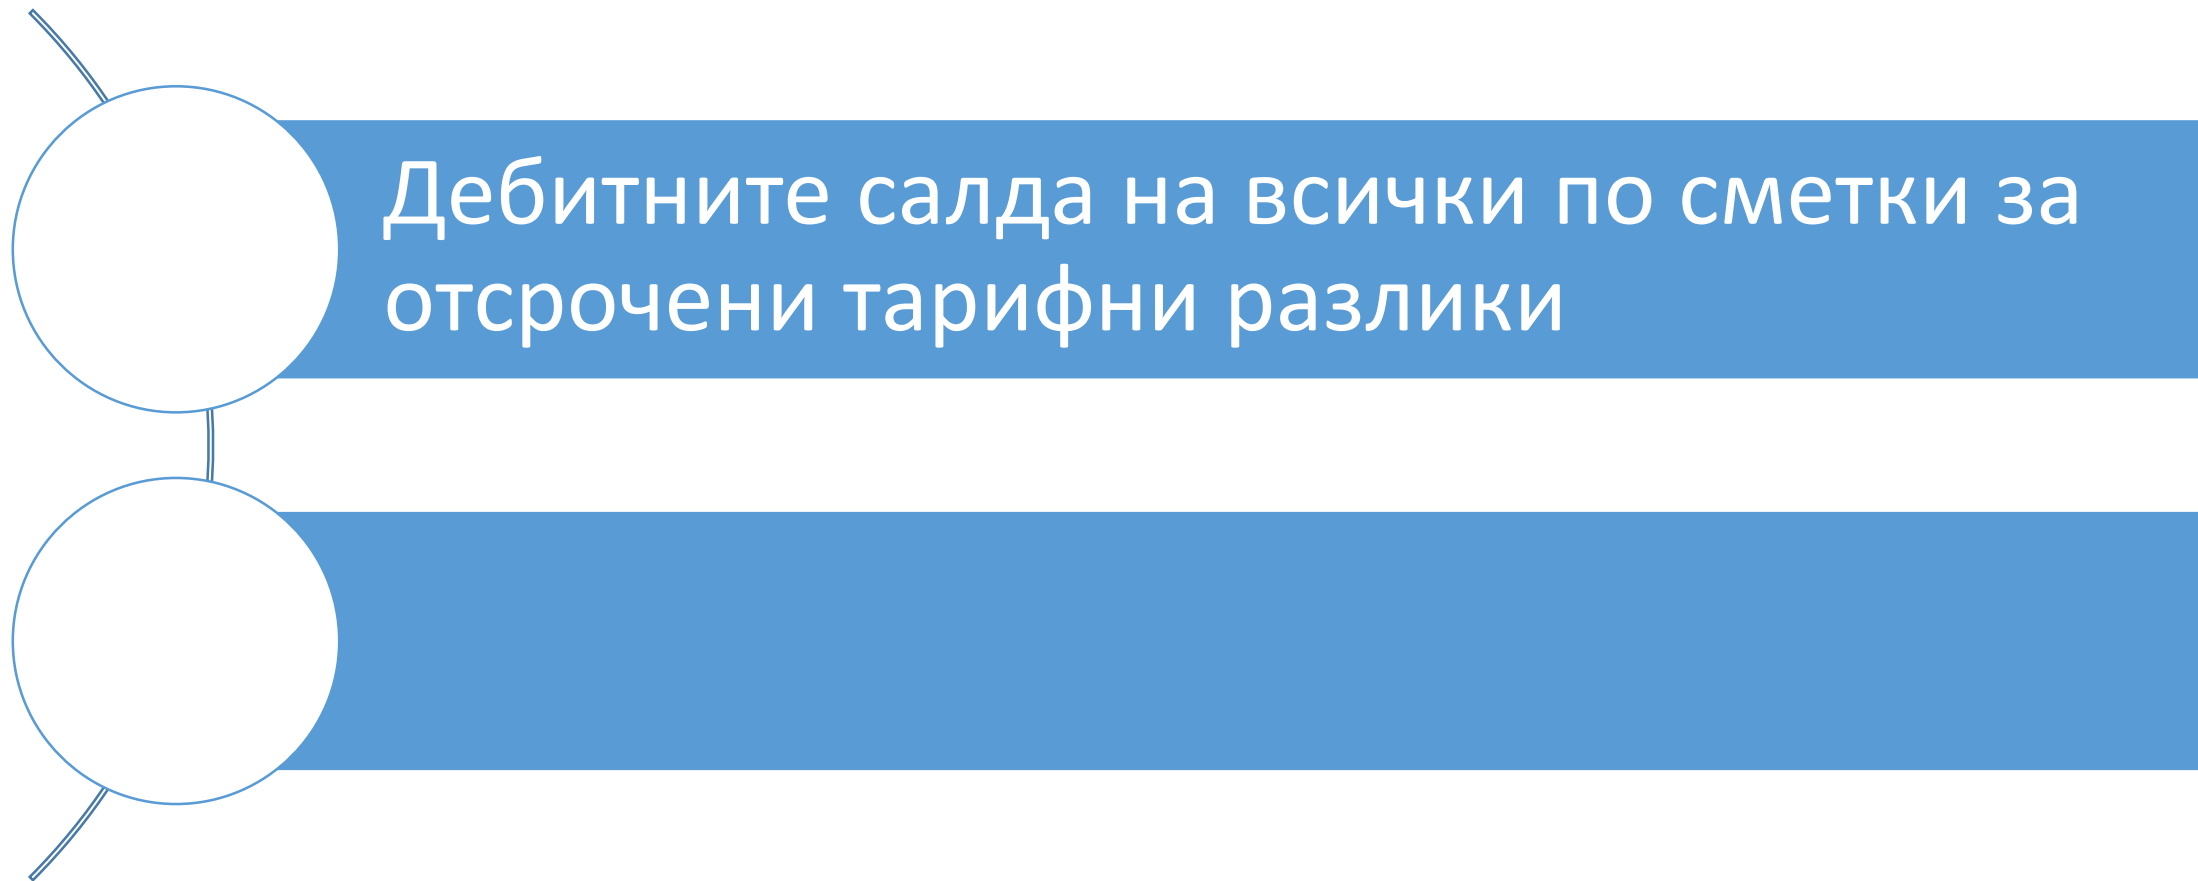 Дебитните салда на всички по сметки за
отсрочени тарифни разлики